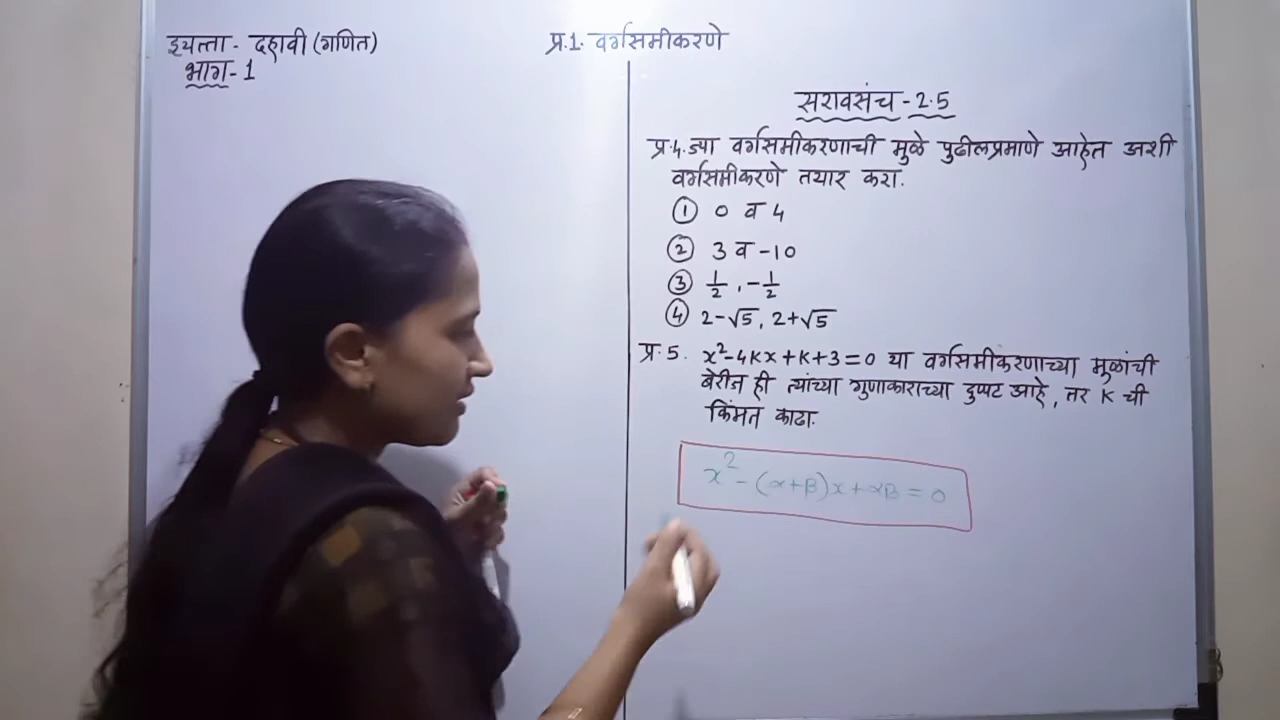 इयत्ता - दहावी (गणित)
भाग - 1
प्र.1. वर्गसमीकरणे
सरावसंच - 2.5
प्र.4. ज्या वर्गसमीकरणाची मुळे पुढीलप्रमाणे आहेत अशी
वर्गसमीकरणे तयार करा.
① 0 व 4
② 3 व -10
③ 1/2 , -1/2
④ 2-√5, 2+√5
प्र. 5. x²-4Kx+K+3=0 या वर्गसमीकरणाच्या मुळांची
बेरीज ही त्यांच्या गुणाकाराच्या दुप्पट आहे, तर K ची
किंमत काढा.
x² - (α+β)x+αβ = 0